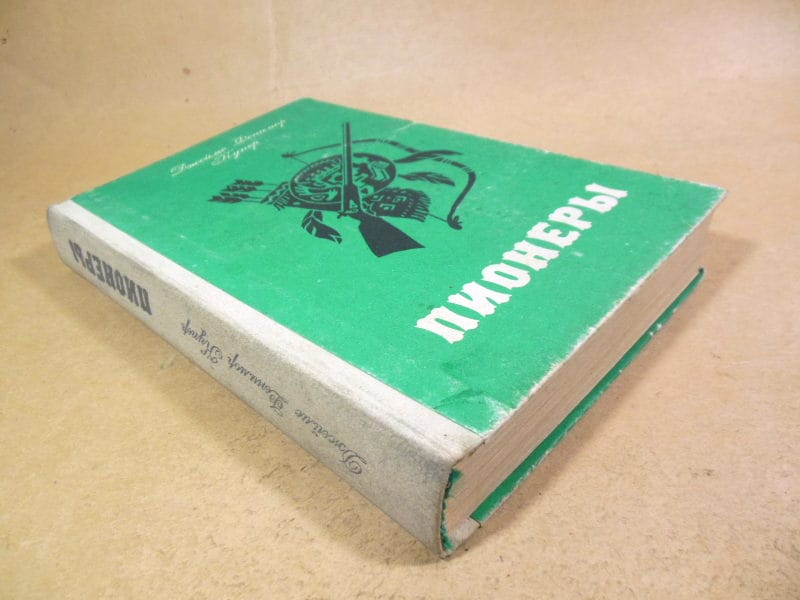 Джеймс Фенимор
Купер
ПИОНЕРЫ
Джеймс Фенимор Купер
ПИОНЕРЫ